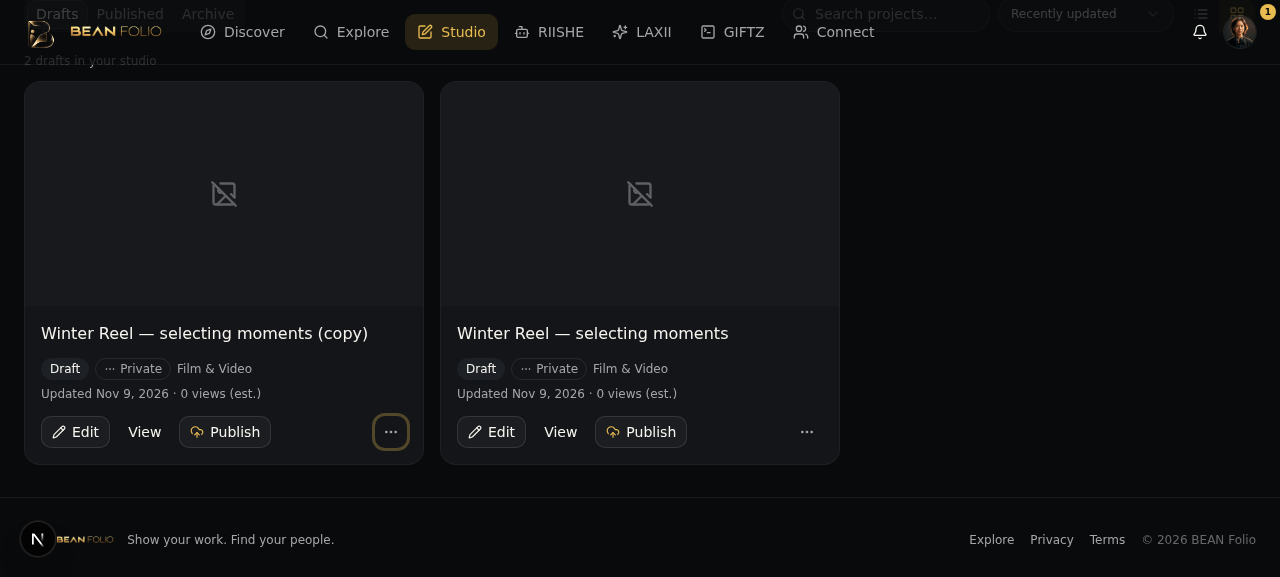 Drafts Published Archive
Search projects...
Recently updated
BEAN FOLIO
Discover
Explore
Studio
RIISHE
LAXII
GIFTZ
Connect
1
2 drafts in your studio
Winter Reel — selecting moments (copy)
Draft ··· Private Film & Video
Updated Nov 9, 2026 · 0 views (est.)
Edit View Publish
Winter Reel — selecting moments
Draft ··· Private Film & Video
Updated Nov 9, 2026 · 0 views (est.)
Edit View Publish
N BEAN FOLIO Show your work. Find your people.
Explore Privacy Terms © 2026 BEAN Folio